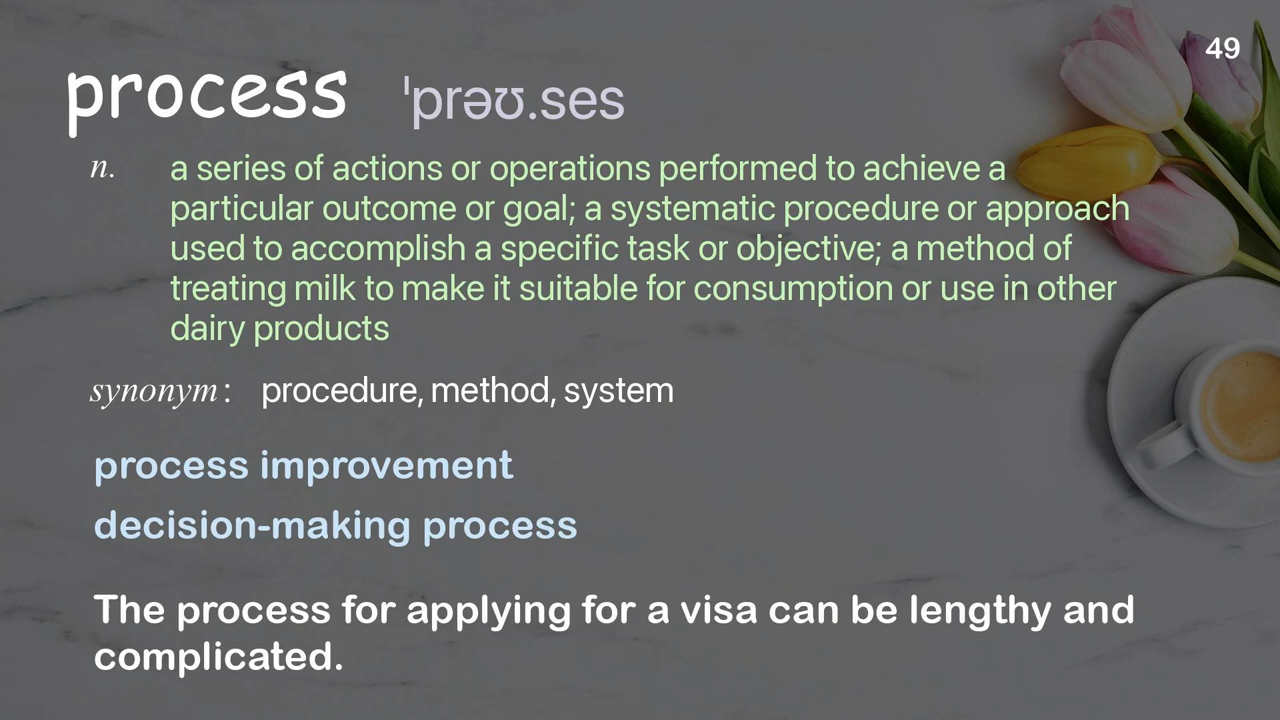 49
process ˈprəʊ.ses
n. a series of actions or operations performed to achieve a
particular outcome or goal; a systematic procedure or approach
used to accomplish a specific task or objective; a method of
treating milk to make it suitable for consumption or use in other
dairy products
synonym: procedure, method, system
process improvement
decision-making process
The process for applying for a visa can be lengthy and
complicated.